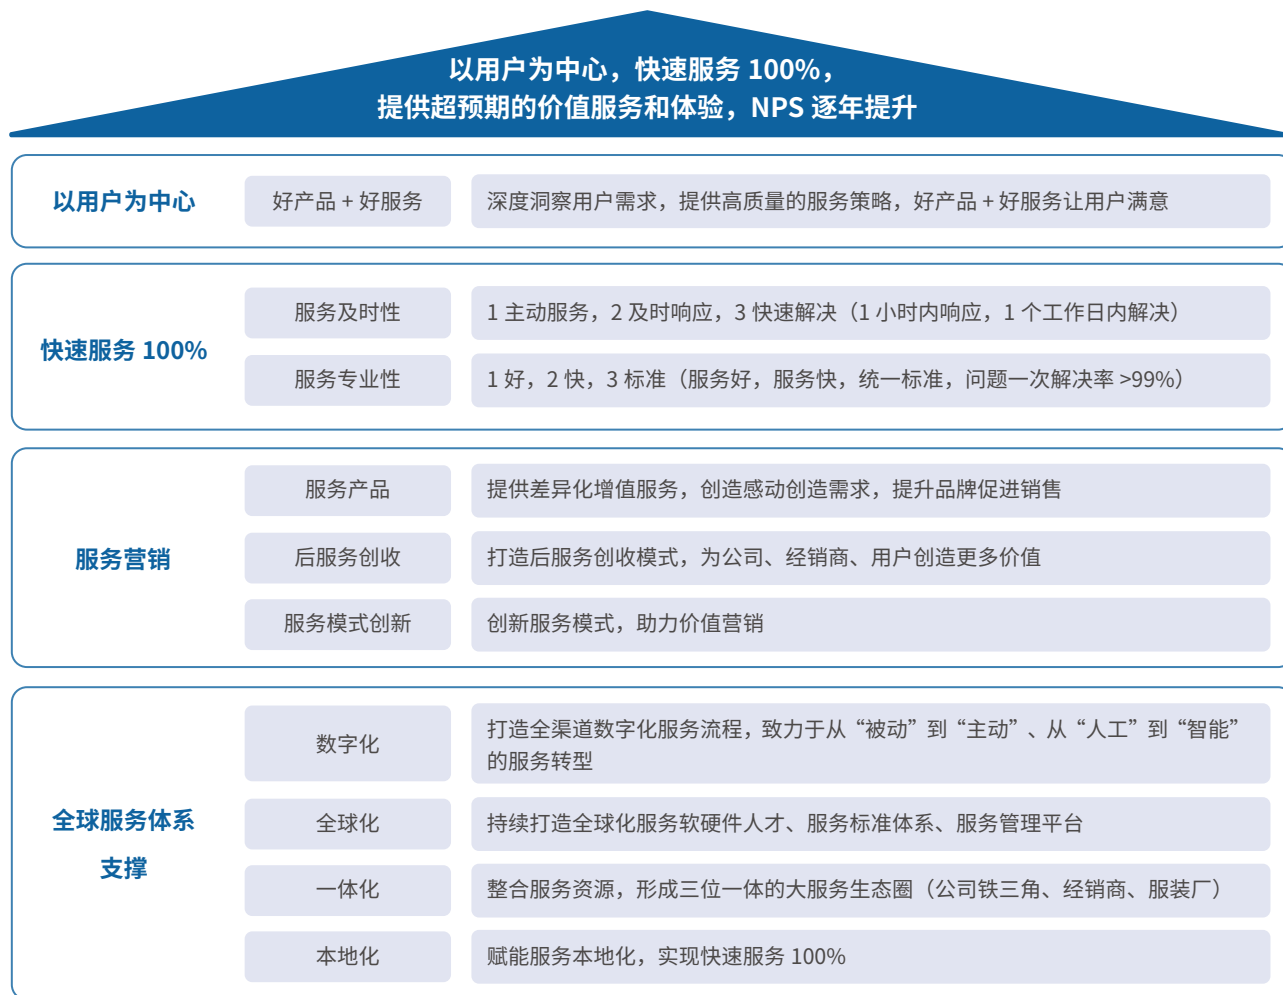 以用户为中心，快速服务 100%，
提供超预期的价值服务和体验，NPS 逐年提升
以用户为中心
好产品 + 好服务
深度洞察用户需求，提供高质量的服务策略，好产品 + 好服务让用户满意
快速服务 100%
服务及时性
1 主动服务，2 及时响应，3 快速解决（1 小时内响应，1 个工作日内解决）
服务专业性
1 好，2 快，3 标准（服务好，服务快，统一标准，问题一次解决率 >99%）
服务营销
服务产品
提供差异化增值服务，创造感动创造需求，提升品牌促进销售
后服务创收
打造后服务创收模式，为公司、经销商、用户创造更多价值
服务模式创新
创新服务模式，助力价值营销
全球服务体系
支撑
数字化
打造全渠道数字化服务流程，致力于从“被动”到“主动”、从“人工”到“智能”
的服务转型
全球化
持续打造全球化服务软硬件人才、服务标准体系、服务管理平台
一体化
整合服务资源，形成三位一体的大服务生态圈（公司铁三角、经销商、服装厂）
本地化
赋能服务本地化，实现快速服务 100%